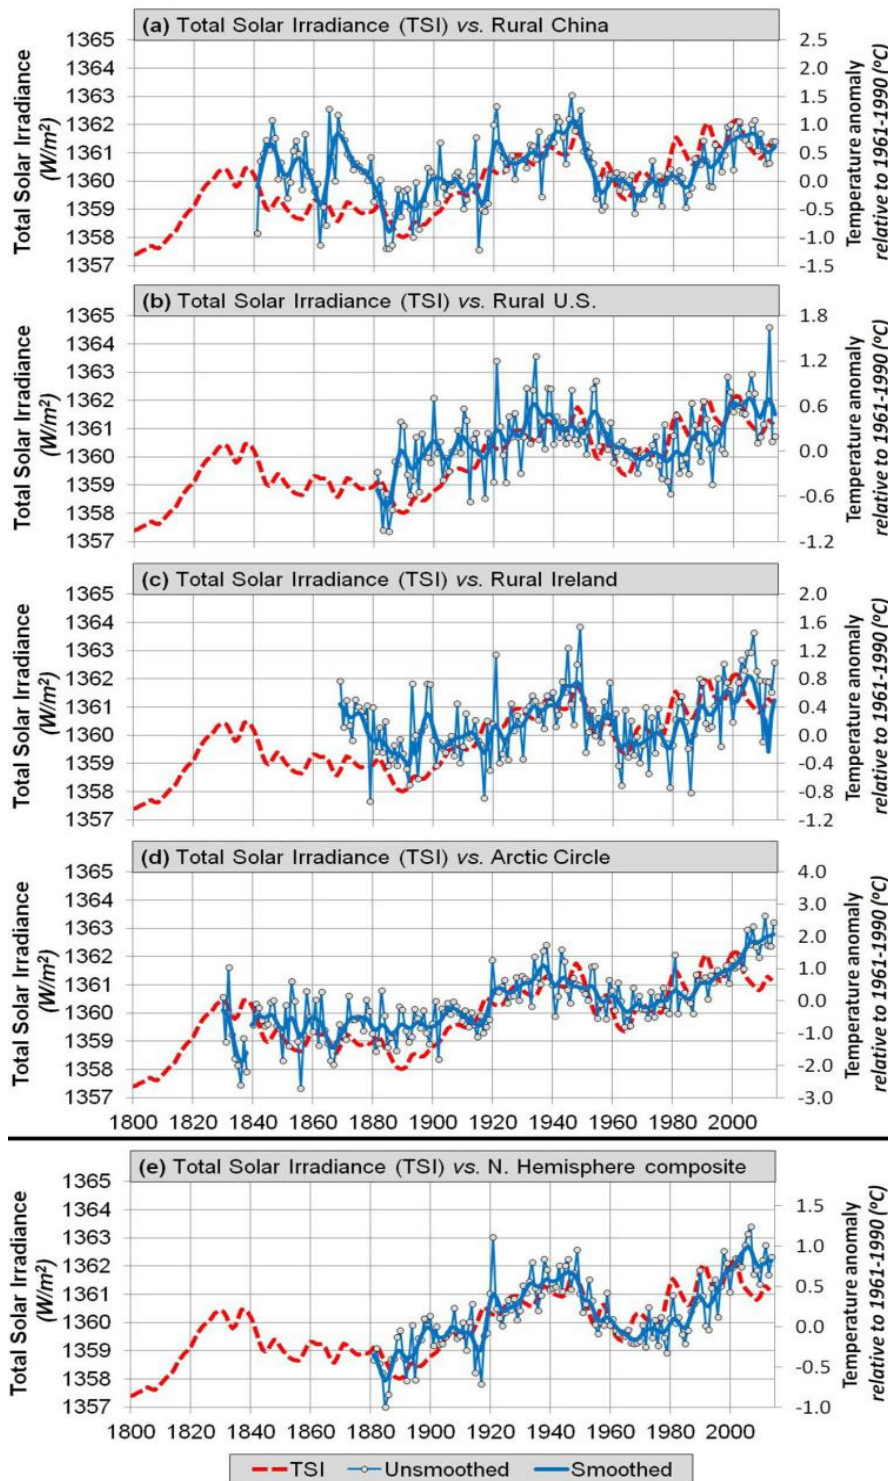 (a) Total Solar Irradiance (TSI) vs. Rural China
Total Solar Irradiance
(W/m²)
1365
1364
1363
1362
1361
1360
1359
1358
1357
2.5
2.0
1.5
1.0
0.5
0.0
-0.5
-1.0
-1.5
Temperature anomaly
relative to 1961-1990 (ºC)
(b) Total Solar Irradiance (TSI) vs. Rural U.S.
Total Solar Irradiance
(W/m²)
1365
1364
1363
1362
1361
1360
1359
1358
1357
1.8
1.2
0.6
0.0
-0.6
-1.2
Temperature anomaly
relative to 1961-1990 (ºC)
(c) Total Solar Irradiance (TSI) vs. Rural Ireland
Total Solar Irradiance
(W/m²)
1365
1364
1363
1362
1361
1360
1359
1358
1357
2.0
1.6
1.2
0.8
0.4
0.0
-0.4
-0.8
-1.2
Temperature anomaly
relative to 1961-1990 (ºC)
(d) Total Solar Irradiance (TSI) vs. Arctic Circle
Total Solar Irradiance
(W/m²)
1365
1364
1363
1362
1361
1360
1359
1358
1357
4.0
3.0
2.0
1.0
0.0
-1.0
-2.0
-3.0
Temperature anomaly
relative to 1961-1990 (ºC)
1800 1820 1840 1860 1880 1900 1920 1940 1960 1980 2000
(e) Total Solar Irradiance (TSI) vs. N. Hemisphere composite
Total Solar Irradiance
(W/m²)
1365
1364
1363
1362
1361
1360
1359
1358
1357
1.5
1.0
0.5
0.0
-0.5
-1.0
Temperature anomaly
relative to 1961-1990 (ºC)
1800 1820 1840 1860 1880 1900 1920 1940 1960 1980 2000
TSI Unsmoothed Smoothed